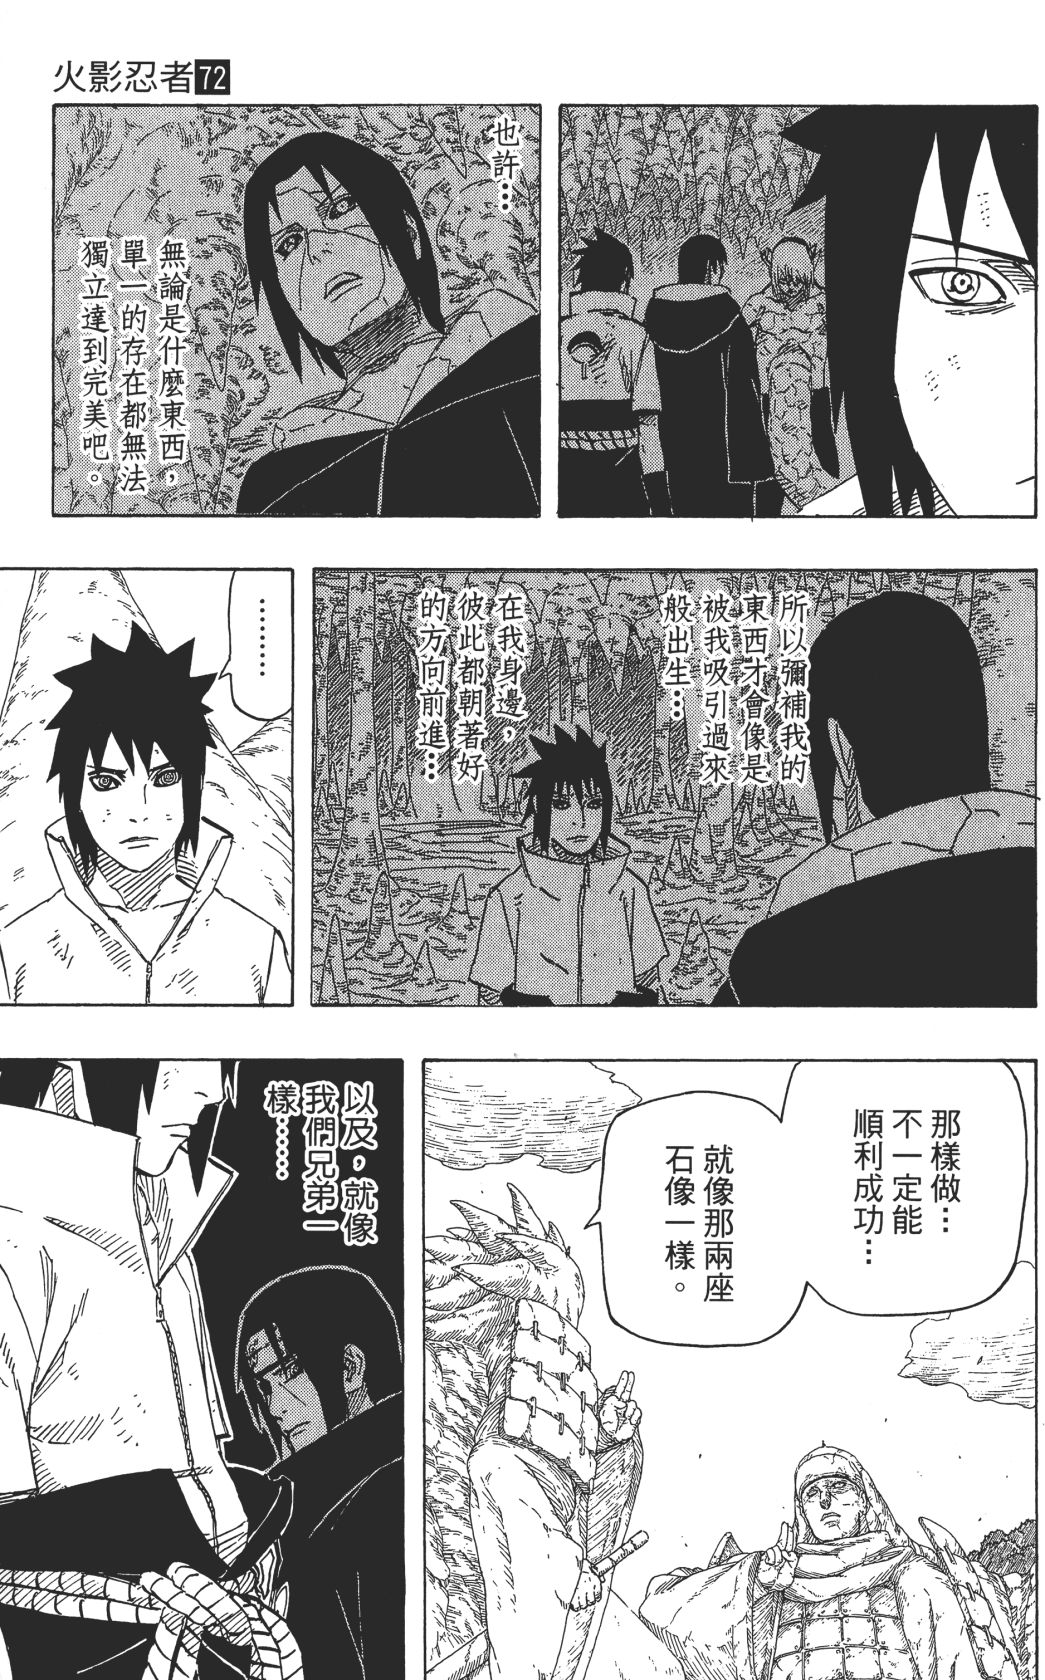 火影忍者72
也許…
無論是什麼東西，
單一的存在都無法
獨立達到完美吧。
所以彌補我的
東西才會像是
被我吸引過來
般出生…
在我身邊，
彼此都朝著好
的方向前進…
………
那樣做…
不一定能
順利成功…
就像那兩座
石像一樣。
以及，就像
我們兄弟一
樣……